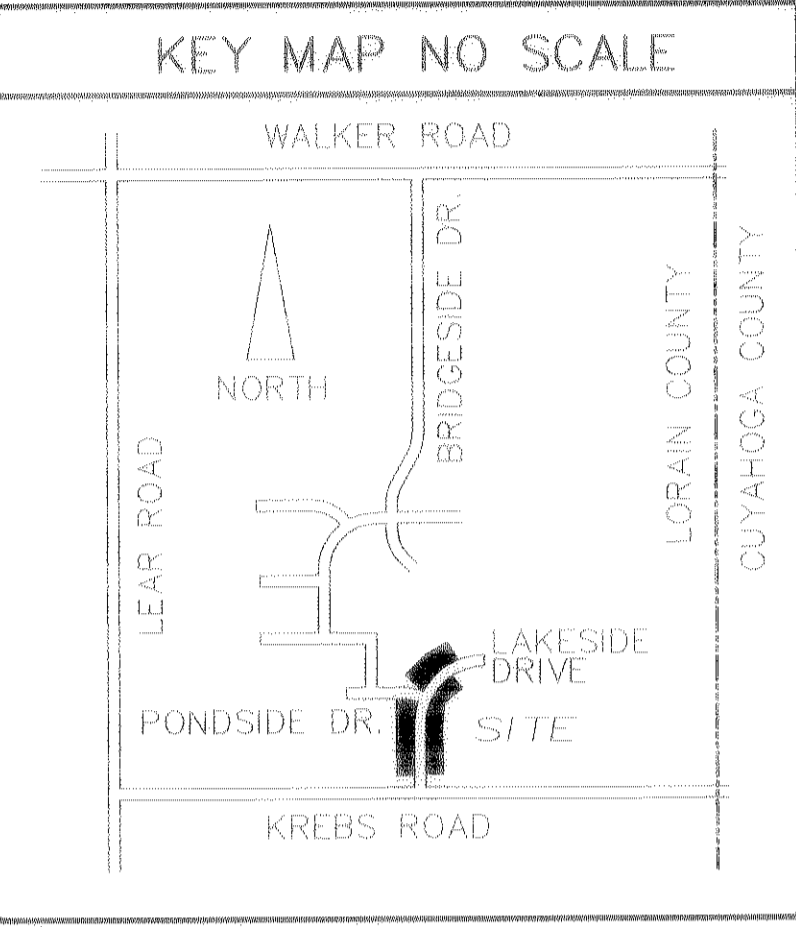 KEY MAP NO SCALE
WALKER ROAD
BRIDGESIDE DR.
NORTH
LEAR ROAD
LORAIN COUNTY
CUYAHOGA COUNTY
LAKESIDE
DRIVE
PONDSIDE DR.
SITE
KREBS ROAD